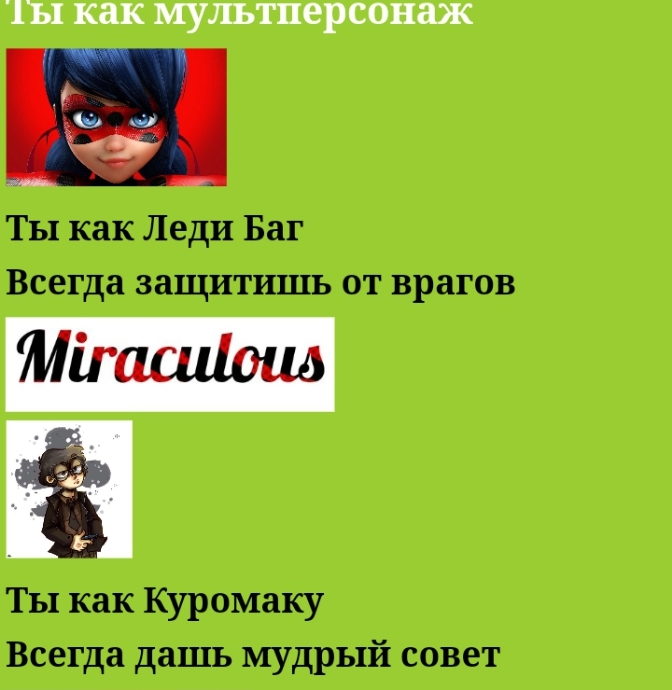 Ты как мультперсонаж
Ты как Леди Баг
Всегда защитишь от врагов
Miraculous
Ты как Куромаку
Всегда дашь мудрый совет